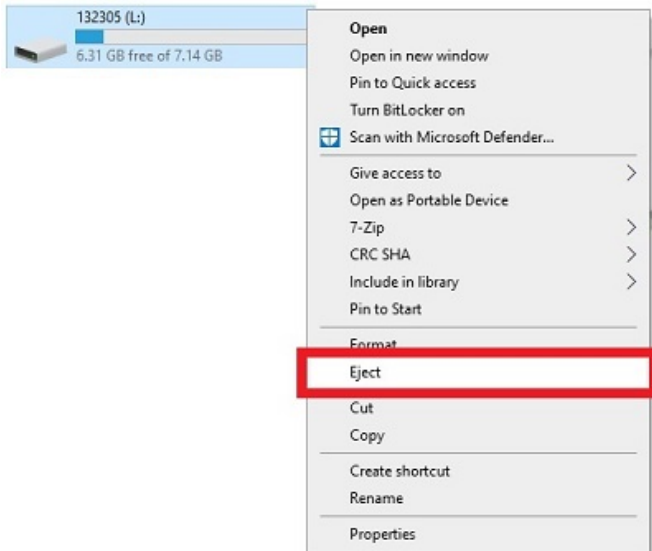 132305 (L:)
6.31 GB free of 7.14 GB
Open
Open in new window
Pin to Quick access
Turn BitLocker on
Scan with Microsoft Defender...
Give access to
Open as Portable Device
7-Zip
CRC SHA
Include in library
Pin to Start
Format
Eject
Cut
Copy
Create shortcut
Rename
Properties